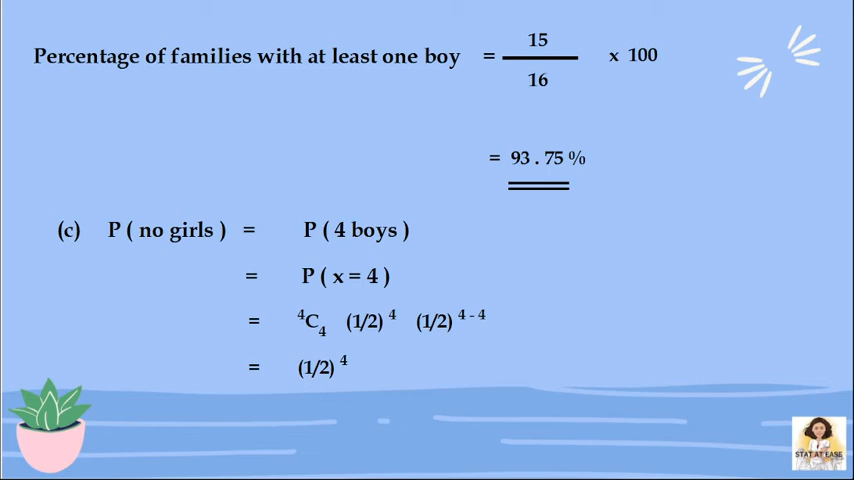 15
Percentage of families with at least one boy = x 100
16
= 93 . 75 %
(c) P ( no girls ) = P ( 4 boys )
= P ( x = 4 )
= ⁴C₄ (1/2) ⁴ (1/2) ⁴ ⁻ ⁴
= (1/2) ⁴
STAT AT EASE